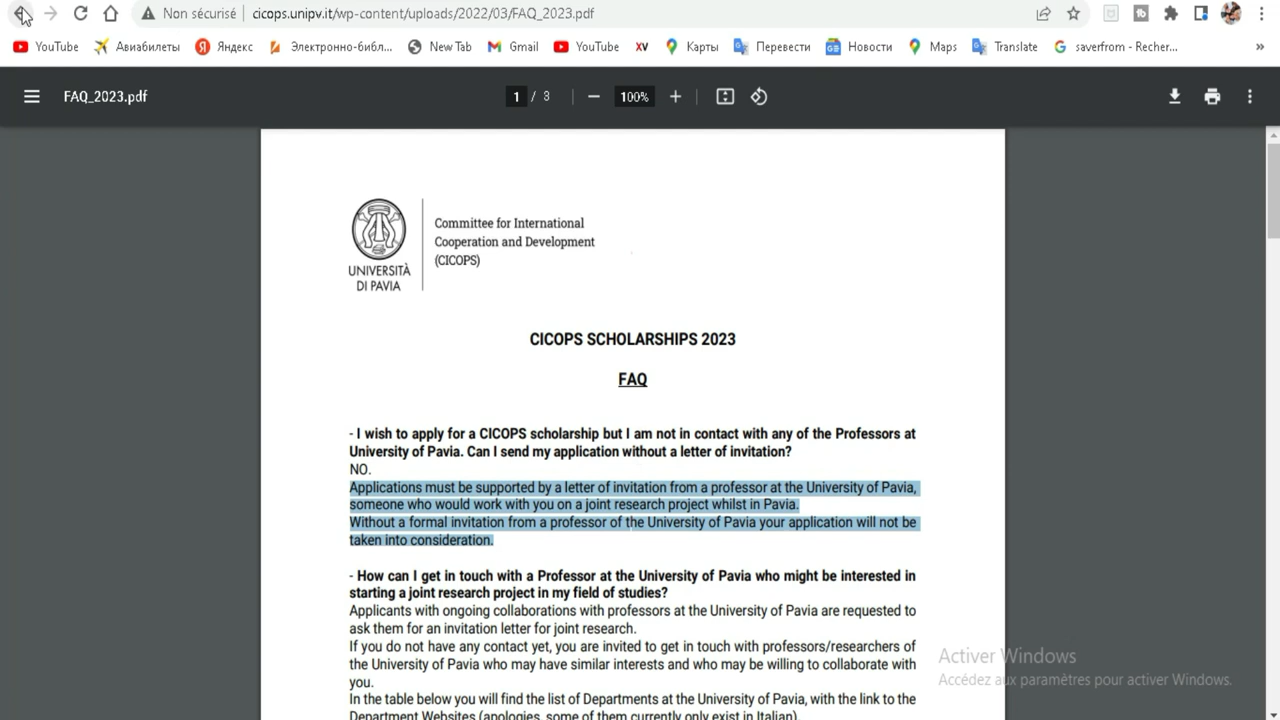 Non sécurisé
cicops.unipv.it/wp-content/uploads/2022/03/FAQ_2023.pdf
YouTube
Авиабилеты
Яндекс
Электронно-библ...
New Tab
Gmail
YouTube
XV
Карты
Перевести
Новости
Maps
Translate
saverfrom - Recher...
»
FAQ_2023.pdf
1 / 3
100%
UNIVERSITÀ
DI PAVIA
Committee for International
Cooperation and Development
(CICOPS)
CICOPS SCHOLARSHIPS 2023
FAQ
- I wish to apply for a CICOPS scholarship but I am not in contact with any of the Professors at
University of Pavia. Can I send my application without a letter of invitation?
NO.
Applications must be supported by a letter of invitation from a professor at the University of Pavia,
someone who would work with you on a joint research project whilst in Pavia.
Without a formal invitation from a professor of the University of Pavia your application will not be
taken into consideration.
- How can I get in touch with a Professor at the University of Pavia who might be interested in
starting a joint research project in my field of studies?
Applicants with ongoing collaborations with professors at the University of Pavia are requested to
ask them for an invitation letter for joint research.
If you do not have any contact yet, you are invited to get in touch with professors/researchers of
the University of Pavia who may have similar interests and who may be willing to collaborate with
you.
In the table below you will find the list of Departments at the University of Pavia, with the link to the
Department Websites (apologies, some of them currently only exist in Italian).
Activer Windows
Accédez aux paramètres pour activer Windows.